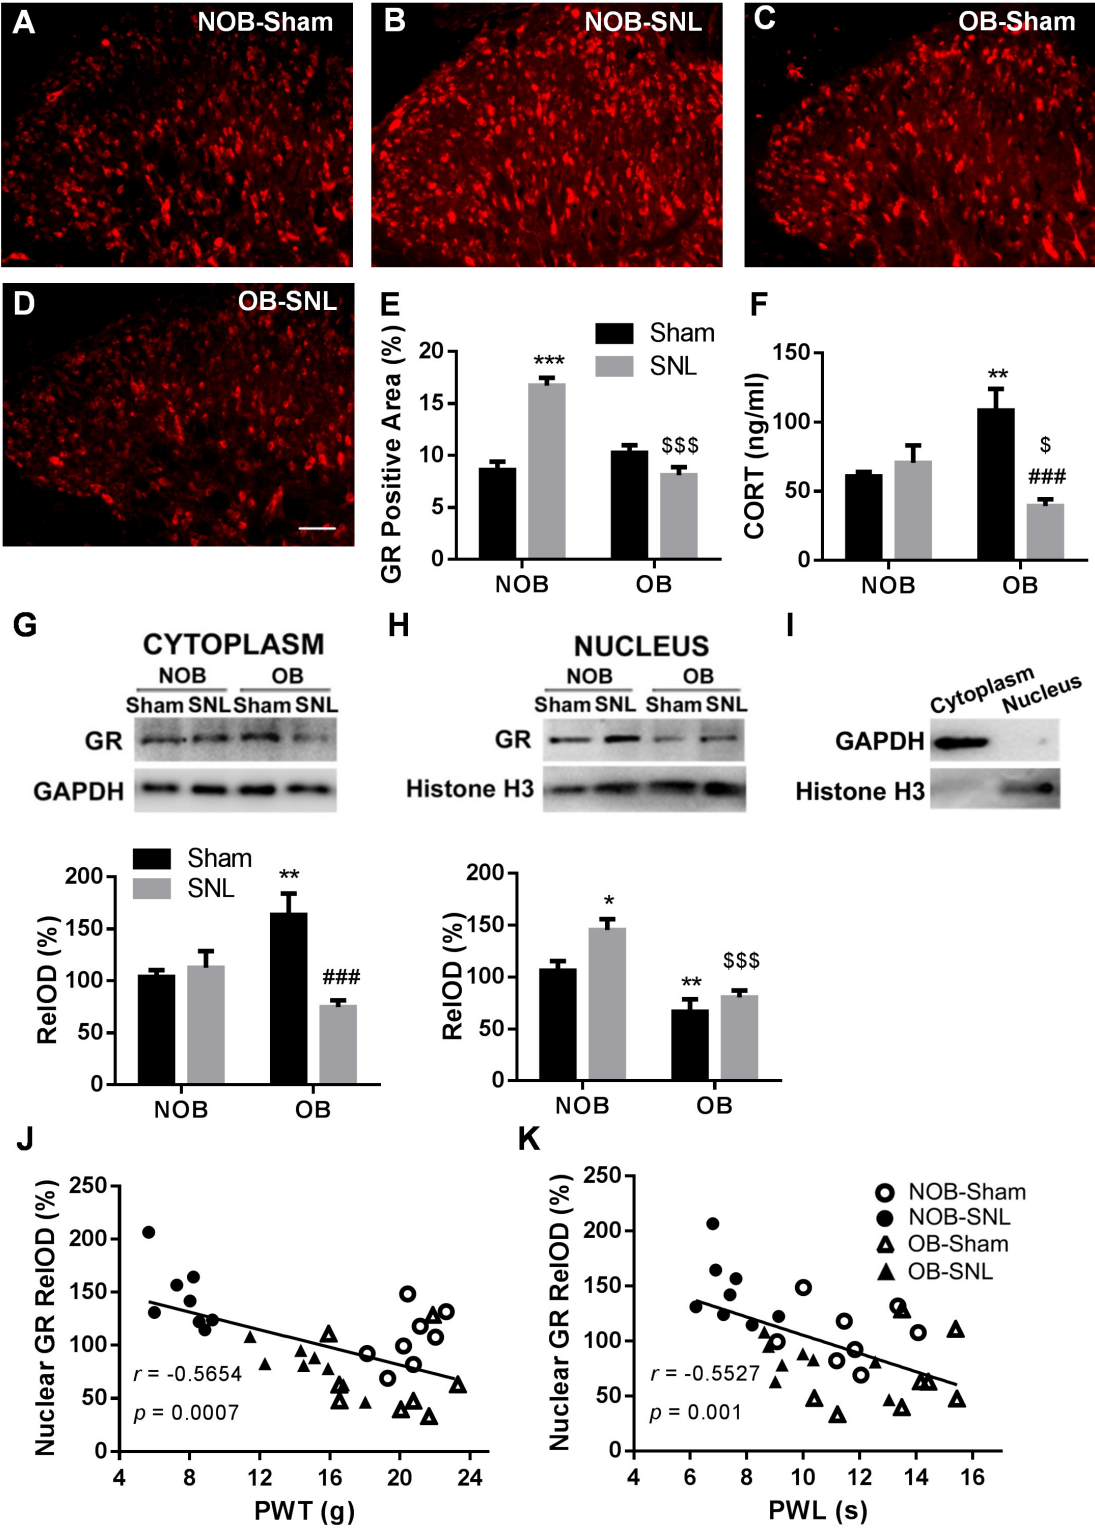 A NOB-Sham
B NOB-SNL
C OB-Sham
D OB-SNL
E
GR Positive Area (%)
Sham
SNL
20
15
10
5
0
***
$$$
NOB OB
F
CORT (ng/ml)
150
100
50
0
**
$
###
NOB OB
G
CYTOPLASM
NOB OB
Sham SNL Sham SNL
GR
GAPDH
Sham
SNL
RelOD (%)
200
150
100
50
0
**
###
NOB OB
H
NUCLEUS
NOB OB
Sham SNL Sham SNL
GR
Histone H3
RelOD (%)
200
150
100
50
0
*
**
$$$
NOB OB
I
Cytoplasm
Nucleus
GAPDH
Histone H3
J
Nuclear GR RelOD (%)
250
200
150
100
50
0
r = -0.5654
p = 0.0007
4 8 12 16 20 24
PWT (g)
K
Nuclear GR RelOD (%)
250
200
150
100
50
0
NOB-Sham
NOB-SNL
OB-Sham
OB-SNL
r = -0.5527
p = 0.001
4 6 8 10 12 14 16
PWL (s)